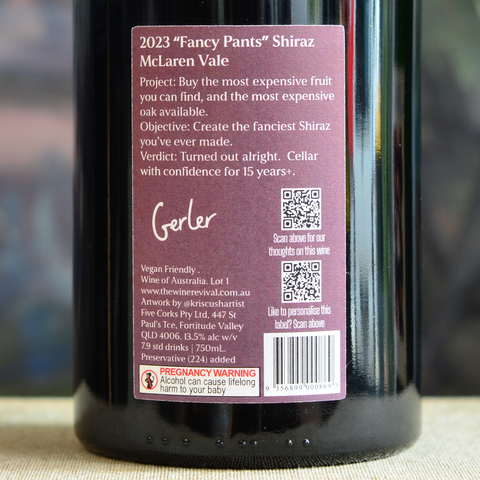 2023 “Fancy Pants” Shiraz
McLaren Vale
Project: Buy the most expensive fruit
you can find, and the most expensive
oak available.
Objective: Create the fanciest Shiraz
you've ever made.
Verdict: Turned out alright. Cellar
with confidence for 15 years+.
Gerler
Scan above for our
thoughts on this wine
Vegan Friendly .
Wine of Australia. Lot 1
www.thewinerevival.com.au
Artwork by @kriscushartist
Five Corks Pty Ltd, 447 St
Paul's Tce, Fortitude Valley
QLD 4006. 13.5% alc w/v
7.9 std drinks | 750mL
Preservative (224) added
Like to personalise this
label? Scan above
PREGNANCY WARNING
Alcohol can cause lifelong
harm to your baby